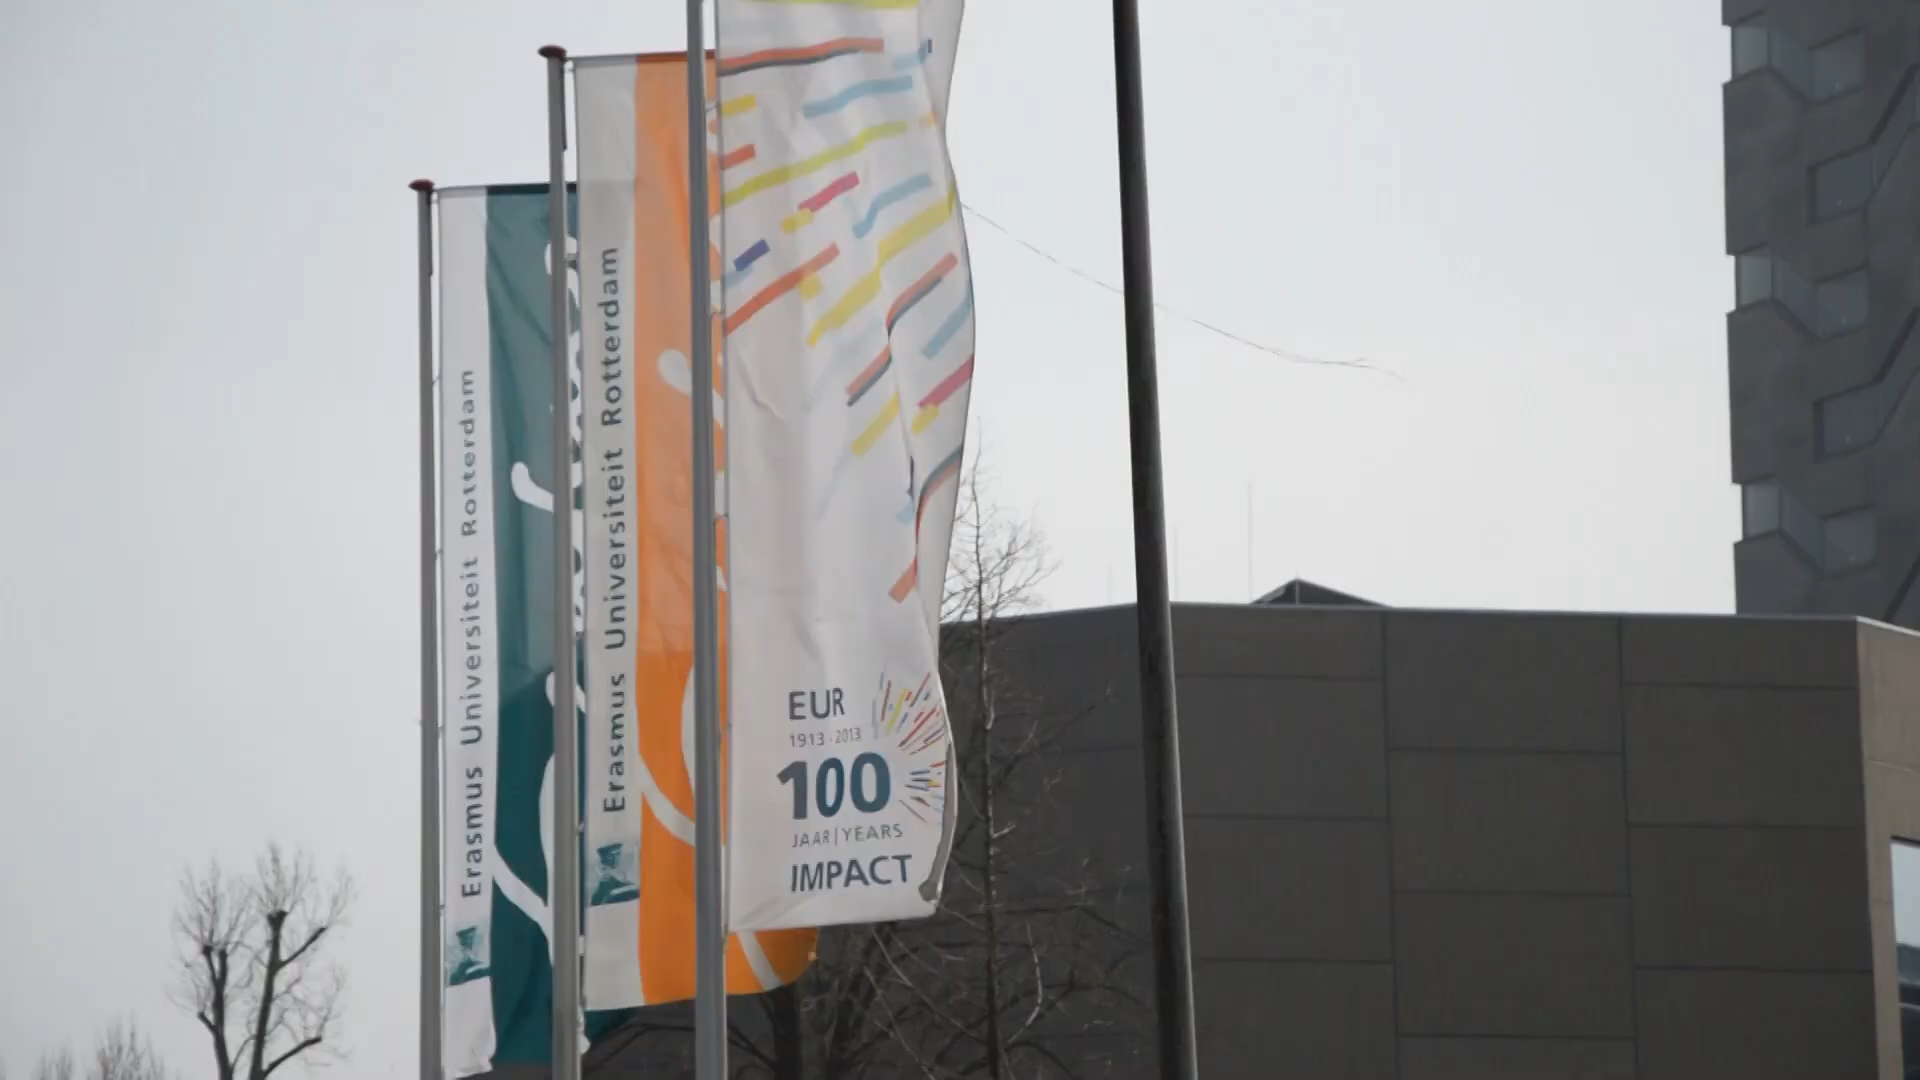 Erasmus Universiteit Rotterdam
Erasmus Universiteit Rotterdam
EUR
1913-2013
100
JAAR|YEARS
IMPACT